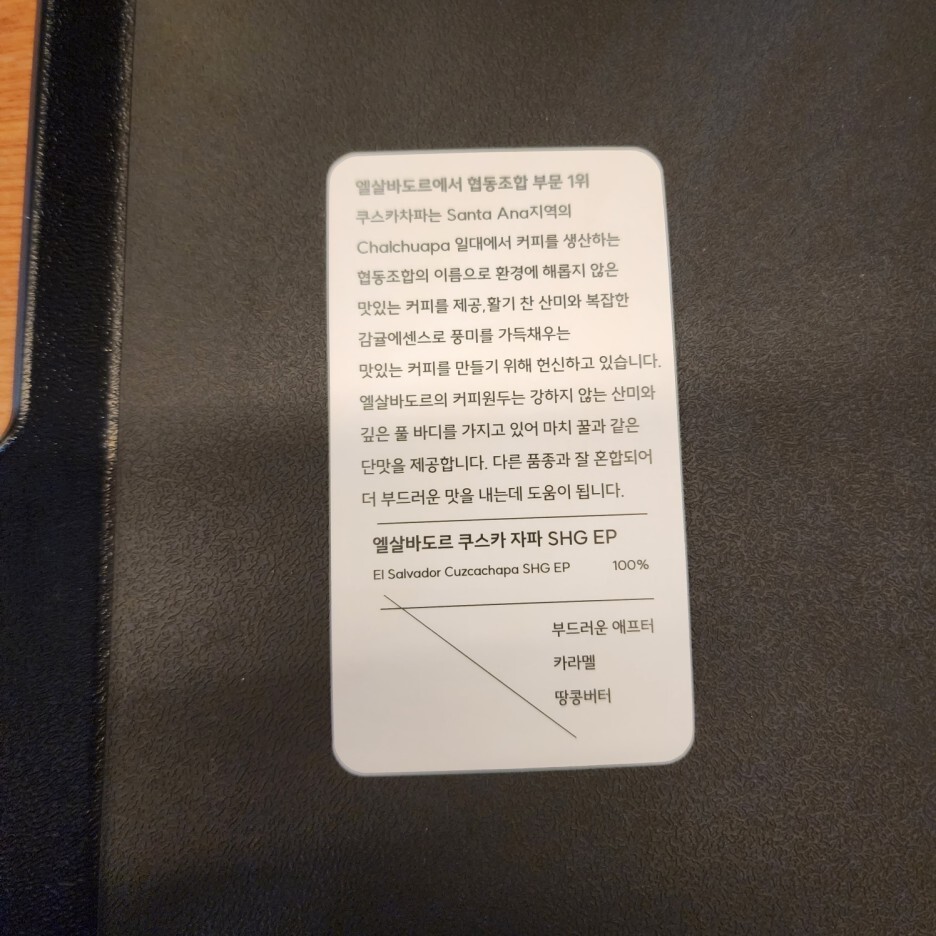 엘살바도르에서 협동조합 부문 1위
쿠스카차파는 Santa Ana지역의
Chalchuapa 일대에서 커피를 생산하는
협동조합의 이름으로 환경에 해롭지 않은
맛있는 커피를 제공,활기 찬 산미와 복잡한
감귤에센스로 풍미를 가득채우는
맛있는 커피를 만들기 위해 헌신하고 있습니다.
엘살바도르의 커피원두는 강하지 않는 산미와
깊은 풀 바디를 가지고 있어 마치 꿀과 같은
단맛을 제공합니다. 다른 품종과 잘 혼합되어
더 부드러운 맛을 내는데 도움이 됩니다.
엘살바도르 쿠스카 자파 SHG EP
El Salvador Cuzcachapa SHG EP 100%
부드러운 애프터
카라멜
땅콩버터